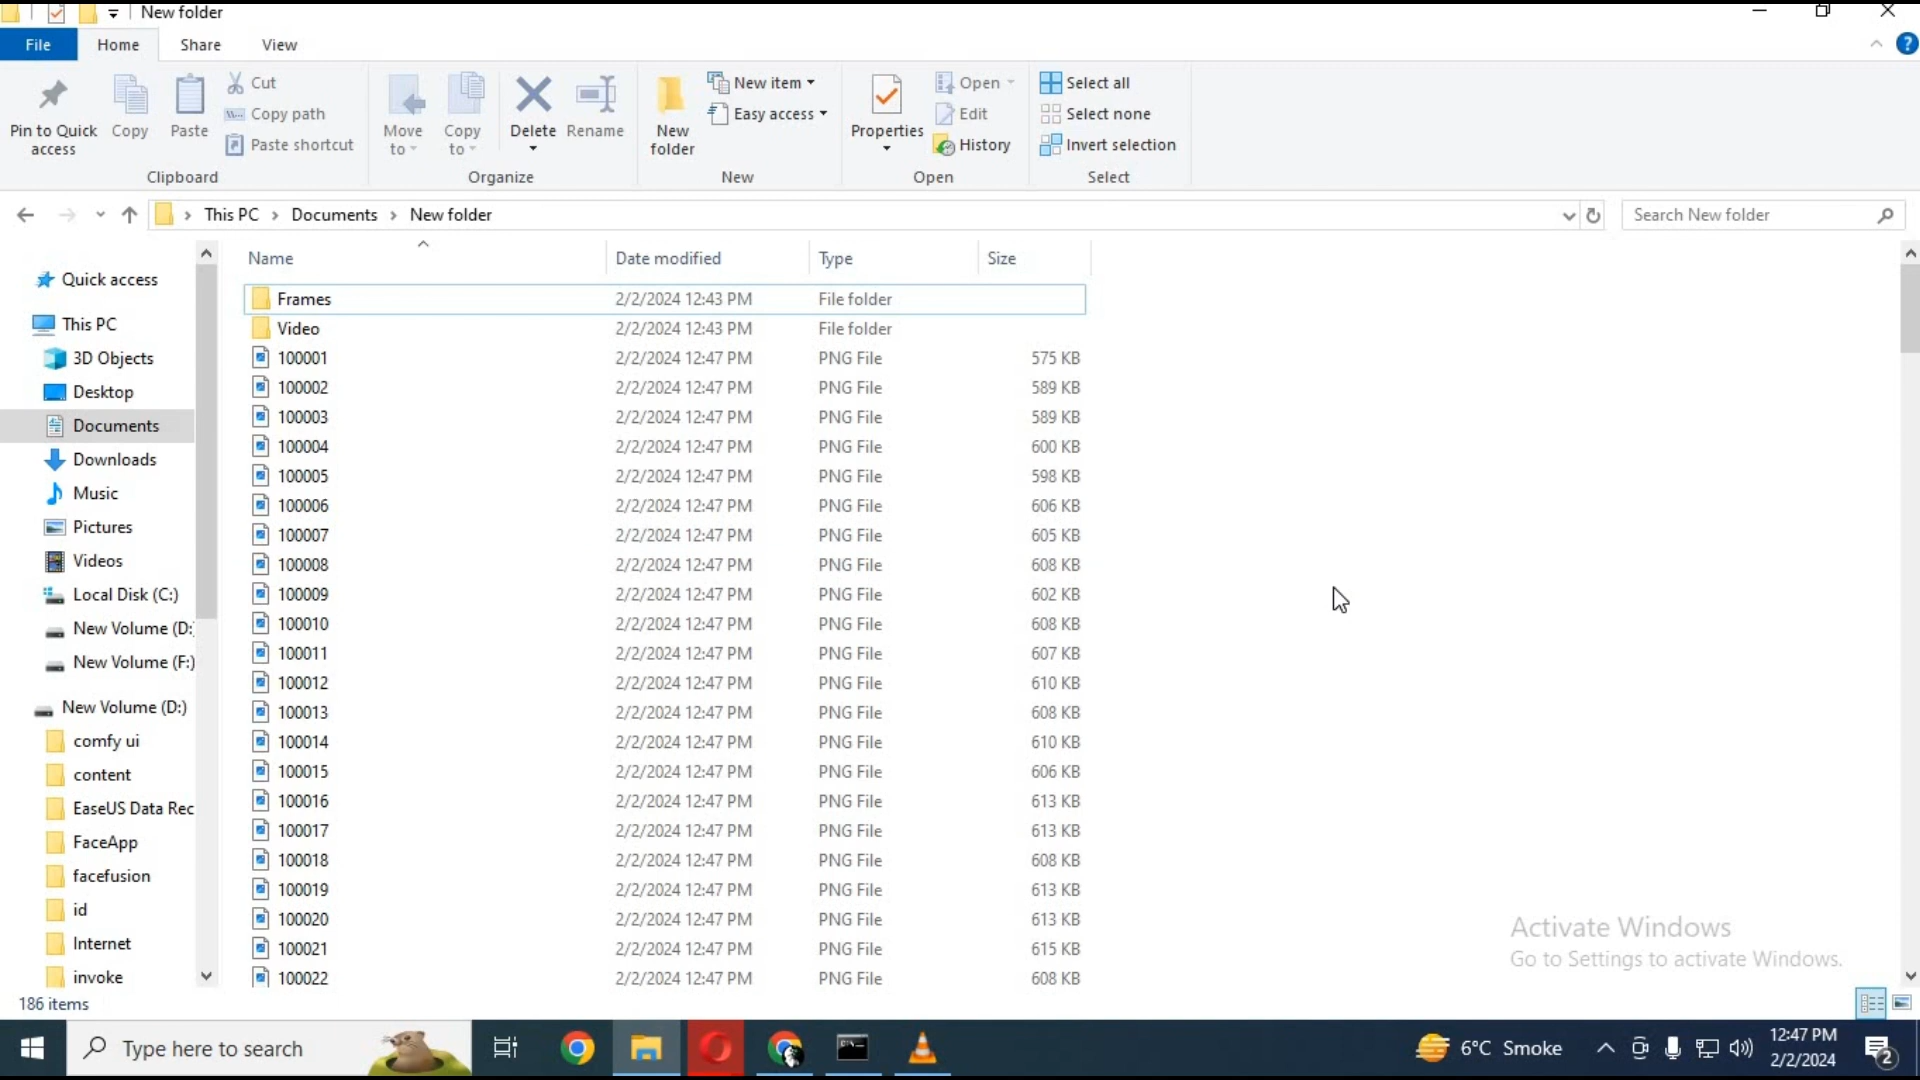 New folder
File Home Share View
Pin to Quick access
Copy
Paste
Cut
Copy path
Paste shortcut
Clipboard
Move to
Copy to
Delete
Rename
Organize
New folder
New item
Easy access
New
Properties
Open
Edit
History
Open
Select all
Select none
Invert selection
Select
This PC Documents New folder
Search New folder
Quick access
This PC
3D Objects
Desktop
Documents
Downloads
Music
Pictures
Videos
Local Disk (C:)
New Volume (D:)
New Volume (F:)
New Volume (D:)
comfy ui
content
EaseUS Data Rec
FaceApp
facefusion
id
Internet
invoke
Name Date modified Type Size
Frames 2/2/2024 12:43 PM File folder
Video 2/2/2024 12:43 PM File folder
100001 2/2/2024 12:47 PM PNG File 575 KB
100002 2/2/2024 12:47 PM PNG File 589 KB
100003 2/2/2024 12:47 PM PNG File 589 KB
100004 2/2/2024 12:47 PM PNG File 600 KB
100005 2/2/2024 12:47 PM PNG File 598 KB
100006 2/2/2024 12:47 PM PNG File 606 KB
100007 2/2/2024 12:47 PM PNG File 605 KB
100008 2/2/2024 12:47 PM PNG File 608 KB
100009 2/2/2024 12:47 PM PNG File 602 KB
100010 2/2/2024 12:47 PM PNG File 608 KB
100011 2/2/2024 12:47 PM PNG File 607 KB
100012 2/2/2024 12:47 PM PNG File 610 KB
100013 2/2/2024 12:47 PM PNG File 608 KB
100014 2/2/2024 12:47 PM PNG File 610 KB
100015 2/2/2024 12:47 PM PNG File 606 KB
100016 2/2/2024 12:47 PM PNG File 613 KB
100017 2/2/2024 12:47 PM PNG File 613 KB
100018 2/2/2024 12:47 PM PNG File 608 KB
100019 2/2/2024 12:47 PM PNG File 613 KB
100020 2/2/2024 12:47 PM PNG File 613 KB
100021 2/2/2024 12:47 PM PNG File 615 KB
100022 2/2/2024 12:47 PM PNG File 608 KB
Activate Windows
Go to Settings to activate Windows.
186 items
Type here to search
6°C Smoke
12:47 PM
2/2/2024
2